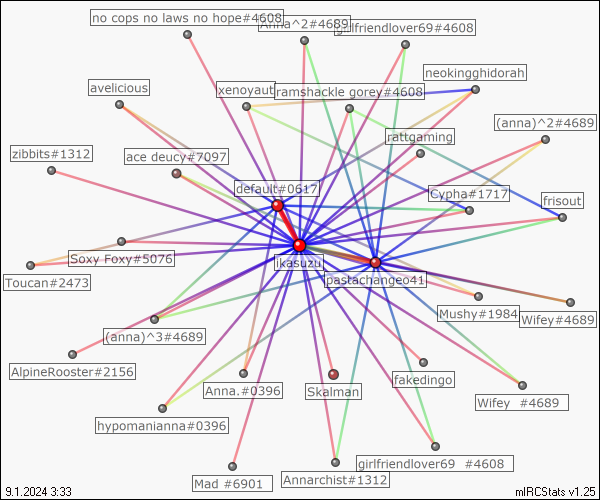 no cops no laws no hope#4608
Anna^2#4689
girlfriendlover69#4608
neokingghidorah
avelicious
xenoyaut
ramshackle gorey#4608
(anna)^2#4689
rattgaming
zibbits#1312
ace deucy#7097
default#0617
Cypha#1717
frisout
Soxy Foxy#5076
ikasuzu
Toucan#2473
pastachangeo41
Mushy#1984
Wifey#4689
(anna)^3#4689
AlpineRooster#2156
Anna.#0396
Skalman
fakedingo
Wifey #4689
hypomanianna#0396
girlfriendlover69 #4608
Mad #6901
Annarchist#1312
9.1.2024 3:33
mIRCStats v1.25